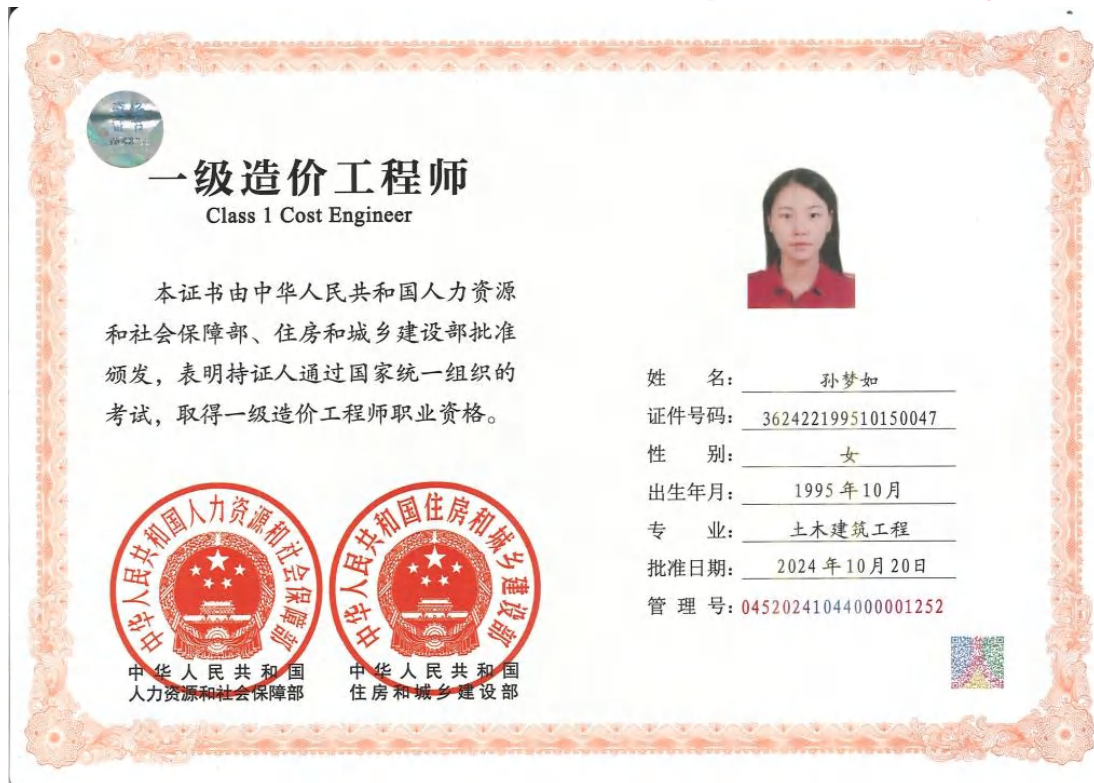 一级造价工程师
Class 1 Cost Engineer
本证书由中华人民共和国人力资源
和社会保障部、住房和城乡建设部批准
颁发，表明持证人通过国家统一组织的
考试，取得一级造价工程师职业资格。
中华人民共和国人力资源和社会保障部
中华人民共和国
人力资源和社会保障部
中华人民共和国住房和城乡建设部
中华人民共和国
住房和城乡建设部
姓 名：孙梦如
证件号码：362422199510150047
性 别：女
出生年月：1995年10月
专 业：土木建筑工程
批准日期：2024年10月20日
管 理 号：04520241044000001252